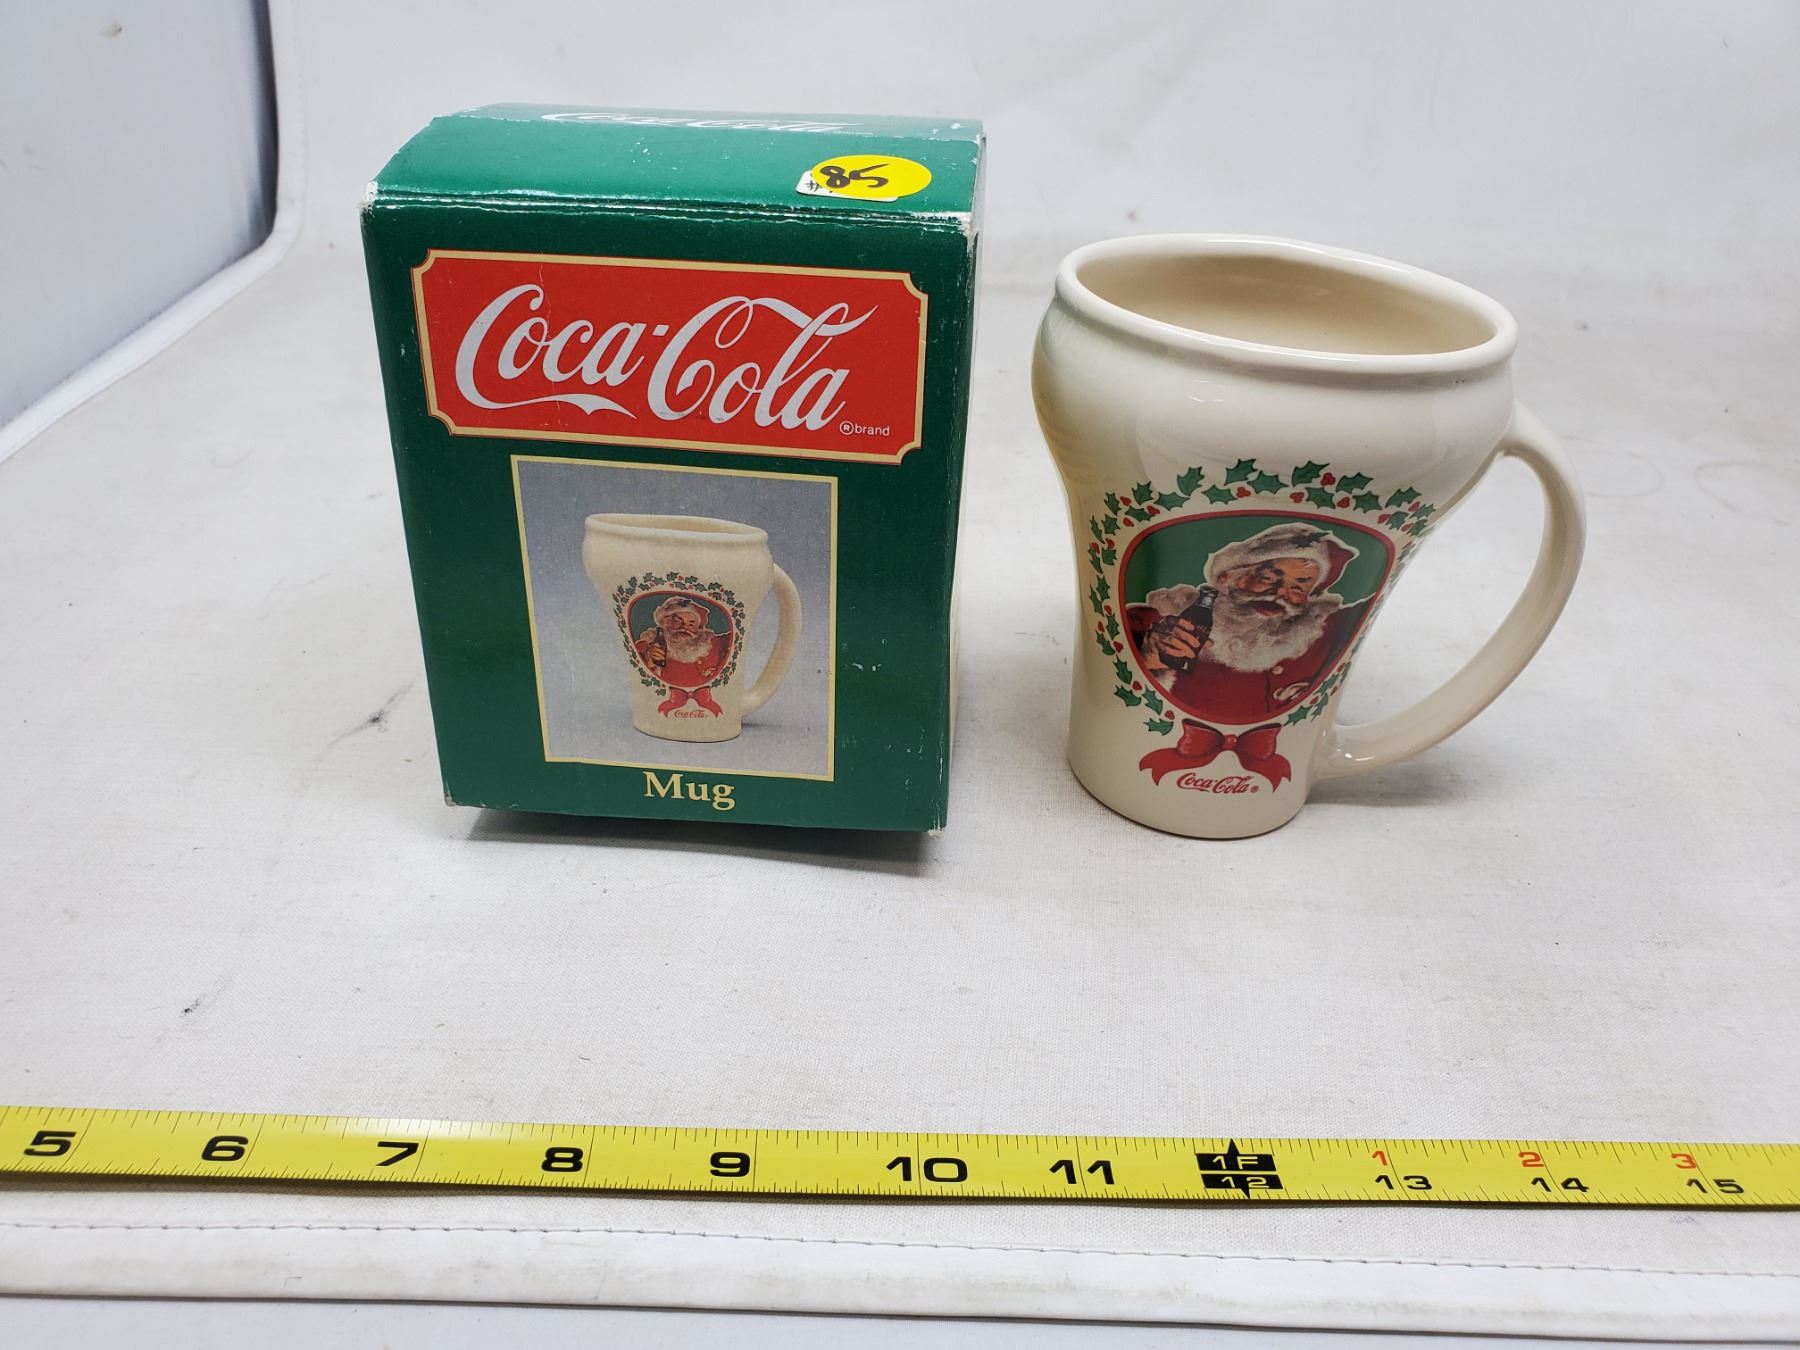 Coca-Cola
85
Coca-Cola
® brand
Coca-Cola
Mug
Coca-Cola ®
5 6 7 8 9 10 11 1F 1 2 3
12 13 14 15